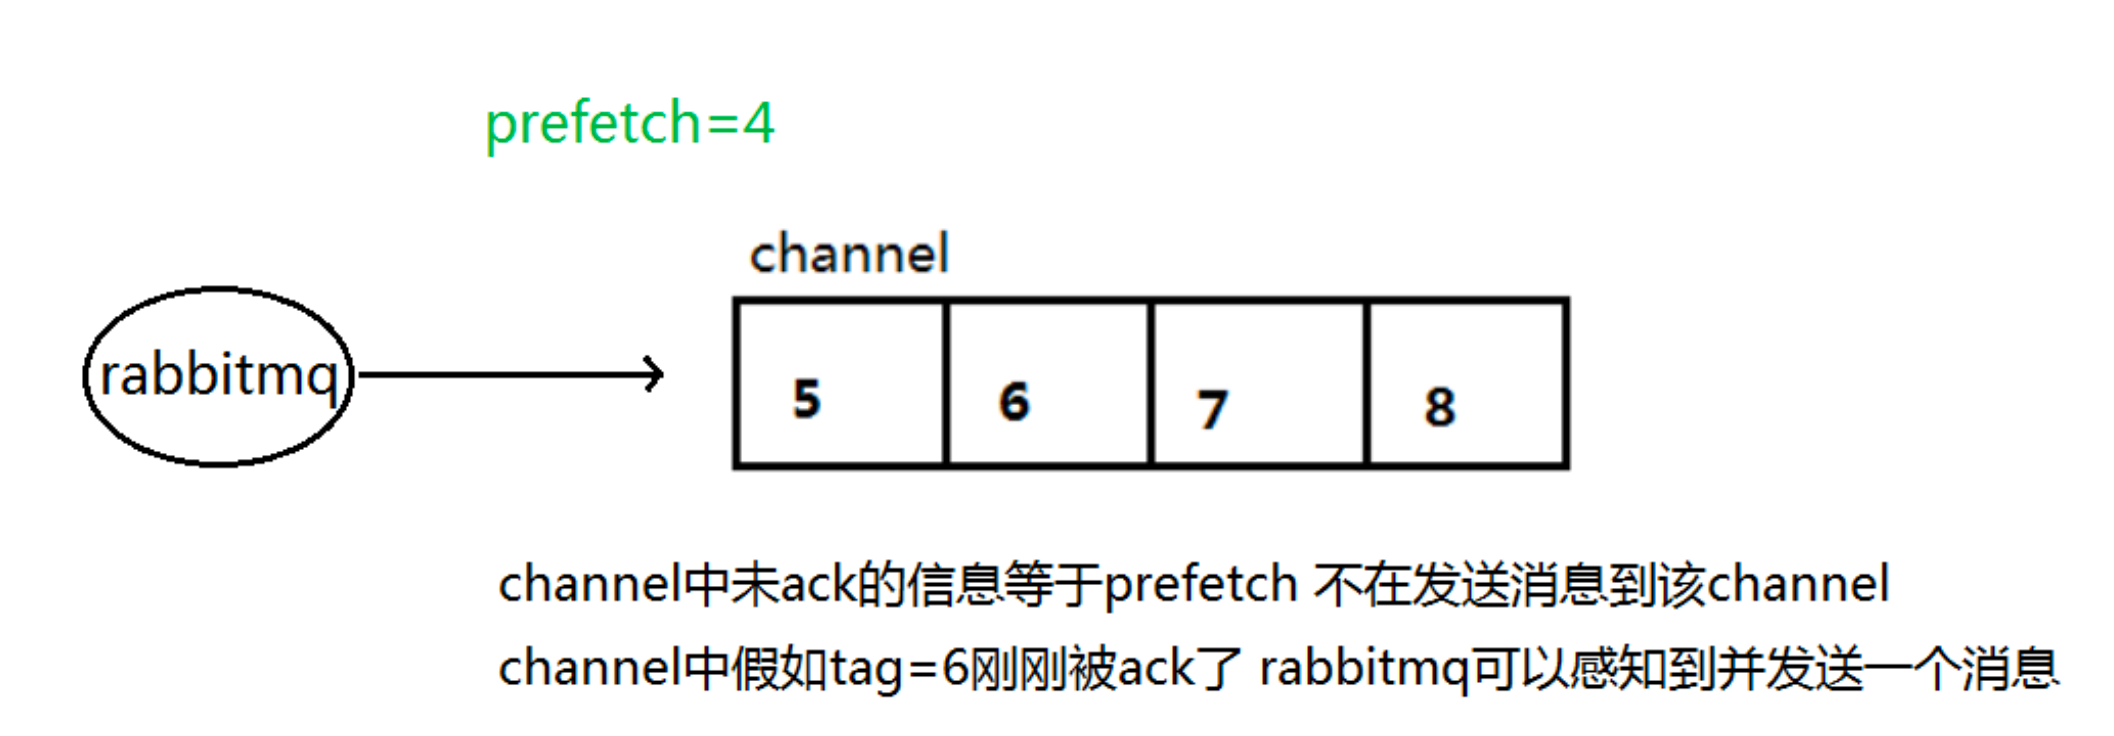 prefetch=4
channel
rabbitmq
5 6 7 8
channel中未ack的信息等于prefetch 不在发送消息到该channel
channel中假如tag=6刚刚被ack了 rabbitmq可以感知到并发送一个消息